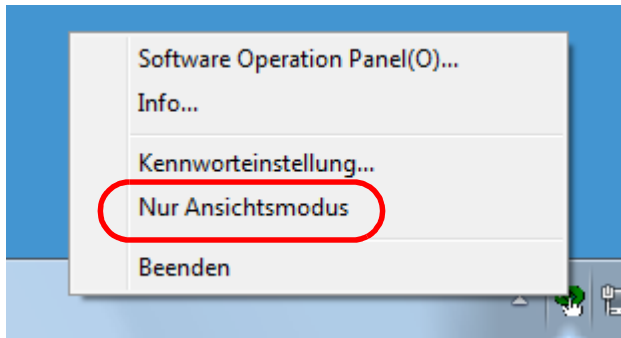 Software Operation Panel(O)...
Info...
Kennworteinstellung...
Nur Ansichtsmodus
Beenden